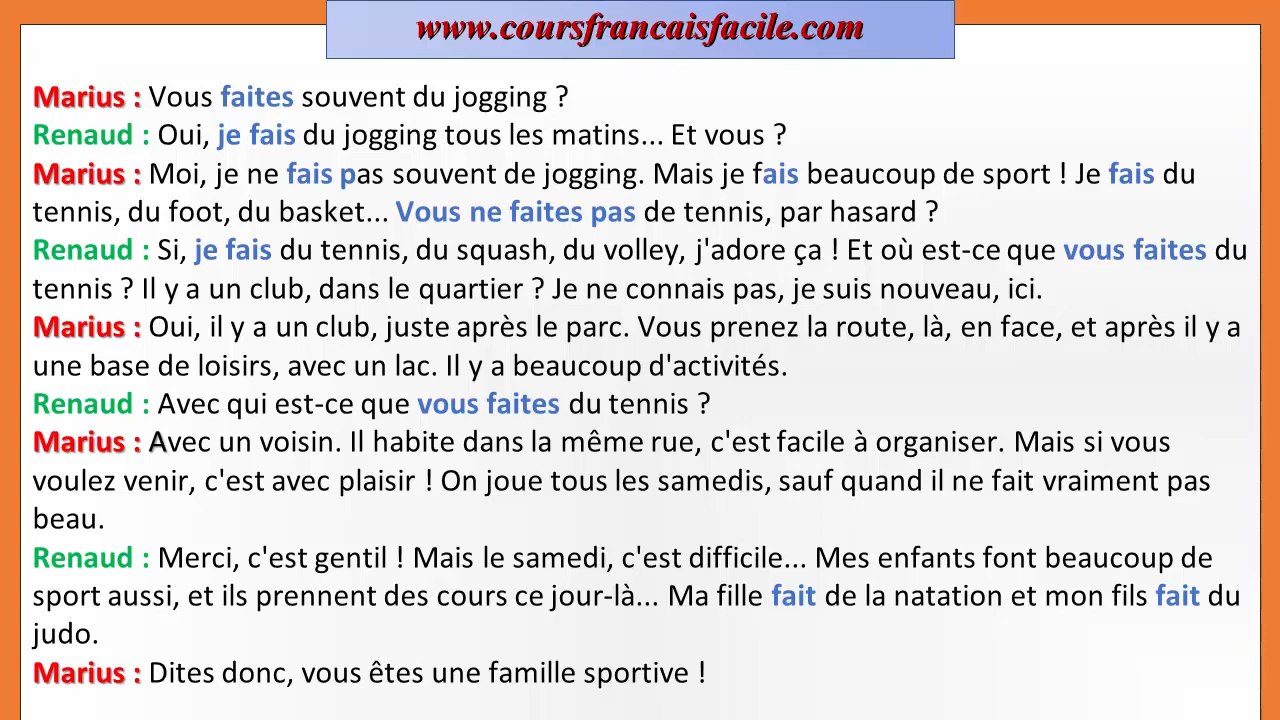 www.coursfrancaisfacile.com
Marius : Vous faites souvent du jogging ?
Renaud : Oui, je fais du jogging tous les matins... Et vous ?
Marius : Moi, je ne fais pas souvent de jogging. Mais je fais beaucoup de sport ! Je fais du
tennis, du foot, du basket... Vous ne faites pas de tennis, par hasard ?
Renaud : Si, je fais du tennis, du squash, du volley, j'adore ça ! Et où est-ce que vous faites du
tennis ? Il y a un club, dans le quartier ? Je ne connais pas, je suis nouveau, ici.
Marius : Oui, il y a un club, juste après le parc. Vous prenez la route, là, en face, et après il y a
une base de loisirs, avec un lac. Il y a beaucoup d'activités.
Renaud : Avec qui est-ce que vous faites du tennis ?
Marius : Avec un voisin. Il habite dans la même rue, c'est facile à organiser. Mais si vous
voulez venir, c'est avec plaisir ! On joue tous les samedis, sauf quand il ne fait vraiment pas
beau.
Renaud : Merci, c'est gentil ! Mais le samedi, c'est difficile... Mes enfants font beaucoup de
sport aussi, et ils prennent des cours ce jour-là... Ma fille fait de la natation et mon fils fait du
judo.
Marius : Dites donc, vous êtes une famille sportive !